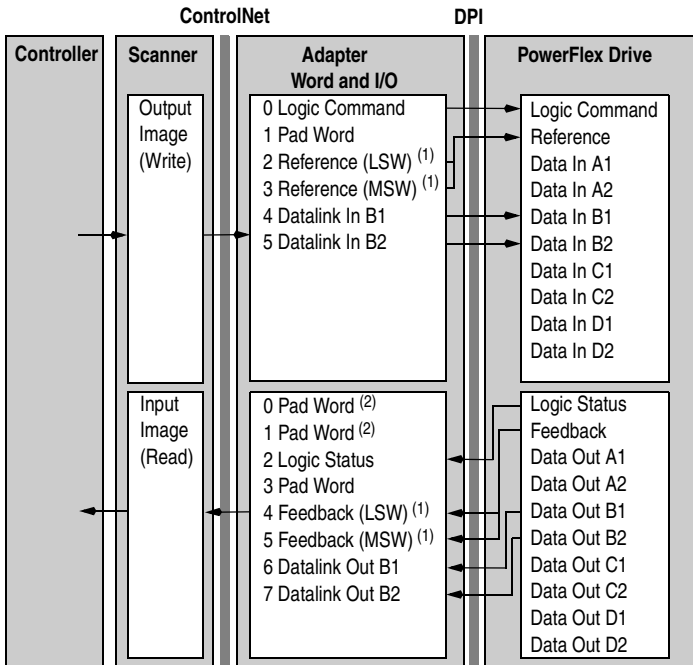 ControlNet
DPI
Controller
Scanner
Adapter
Word and I/O
PowerFlex Drive
Output
Image
(Write)
0 Logic Command
1 Pad Word
2 Reference (LSW) (1)
3 Reference (MSW) (1)
4 Datalink In B1
5 Datalink In B2
Logic Command
Reference
Data In A1
Data In A2
Data In B1
Data In B2
Data In C1
Data In C2
Data In D1
Data In D2
Input
Image
(Read)
0 Pad Word (2)
1 Pad Word (2)
2 Logic Status
3 Pad Word
4 Feedback (LSW) (1)
5 Feedback (MSW) (1)
6 Datalink Out B1
7 Datalink Out B2
Logic Status
Feedback
Data Out A1
Data Out A2
Data Out B1
Data Out B2
Data Out C1
Data Out C2
Data Out D1
Data Out D2